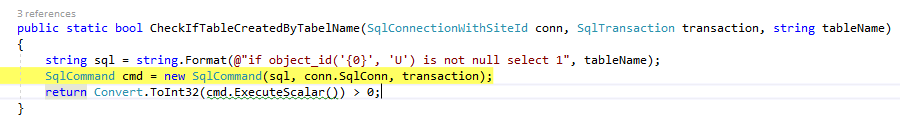 3 references
public static bool CheckIfTableCreatedByTabelName(SqlConnectionWithSiteId conn, SqlTransaction transaction, string tableName)
{
string sql = string.Format(@"if object_id('{0}', 'U') is not null select 1", tableName);
SqlCommand cmd = new SqlCommand(sql, conn.SqlConn, transaction);
return Convert.ToInt32(cmd.ExecuteScalar()) > 0;
}